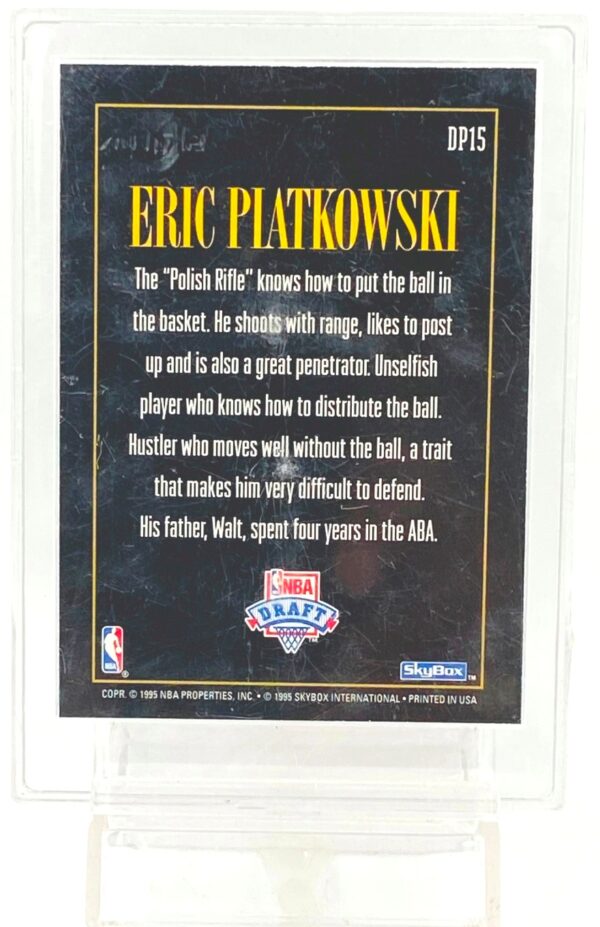 DP15
ERIC PIATKOWSKI
The "Polish Rifle" knows how to put the ball in
the basket. He shoots with range, likes to post
up and is also a great penetrator. Unselfish
player who knows how to distribute the ball.
Hustler who moves well without the ball, a trait
that makes him very difficult to defend.
His father, Walt, spent four years in the ABA.
NBA
DRAFT
TM
NBA
®
SkyBox
TM
COPR. © 1995 NBA PROPERTIES, INC. • © 1995 SKYBOX INTERNATIONAL • PRINTED IN USA